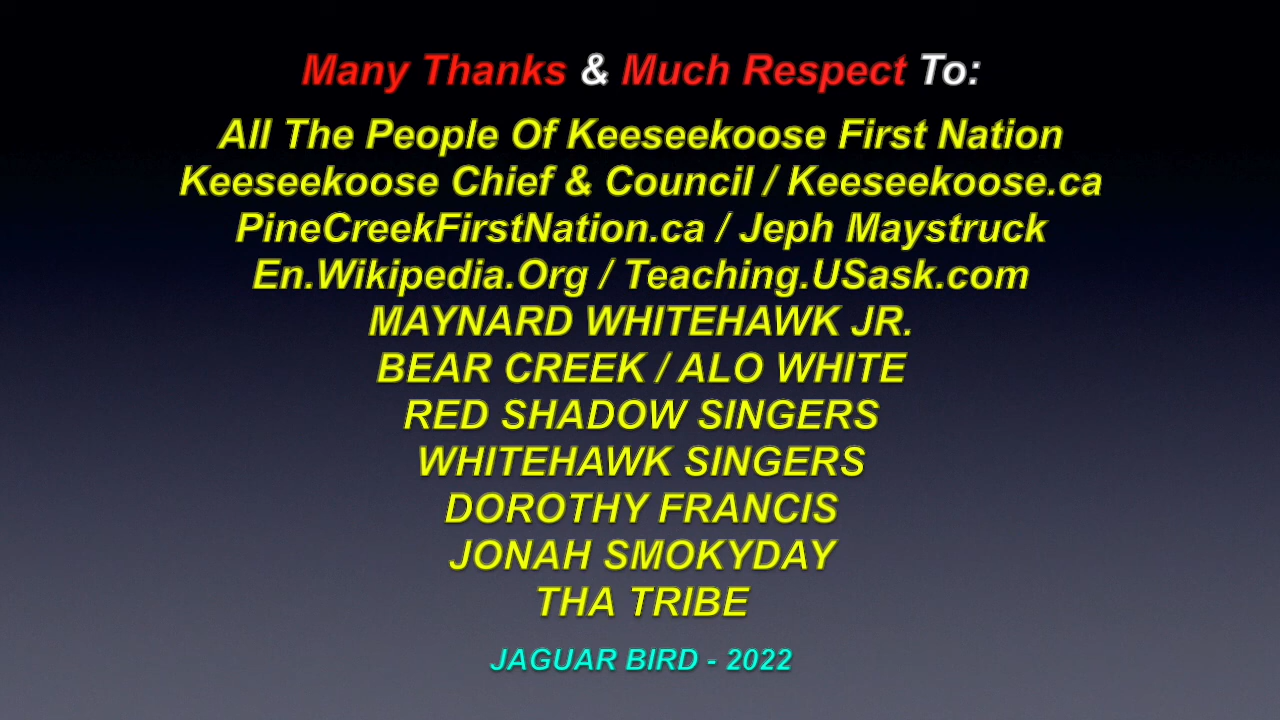 Many Thanks & Much Respect To:
All The People Of Keeseekoose First Nation
Keeseekoose Chief & Council / Keeseekoose.ca
PineCreekFirstNation.ca / Jeph Maystruck
En.Wikipedia.Org / Teaching.USask.com
MAYNARD WHITEHAWK JR.
BEAR CREEK / ALO WHITE
RED SHADOW SINGERS
WHITEHAWK SINGERS
DOROTHY FRANCIS
JONAH SMOKYDAY
THA TRIBE
JAGUAR BIRD - 2022